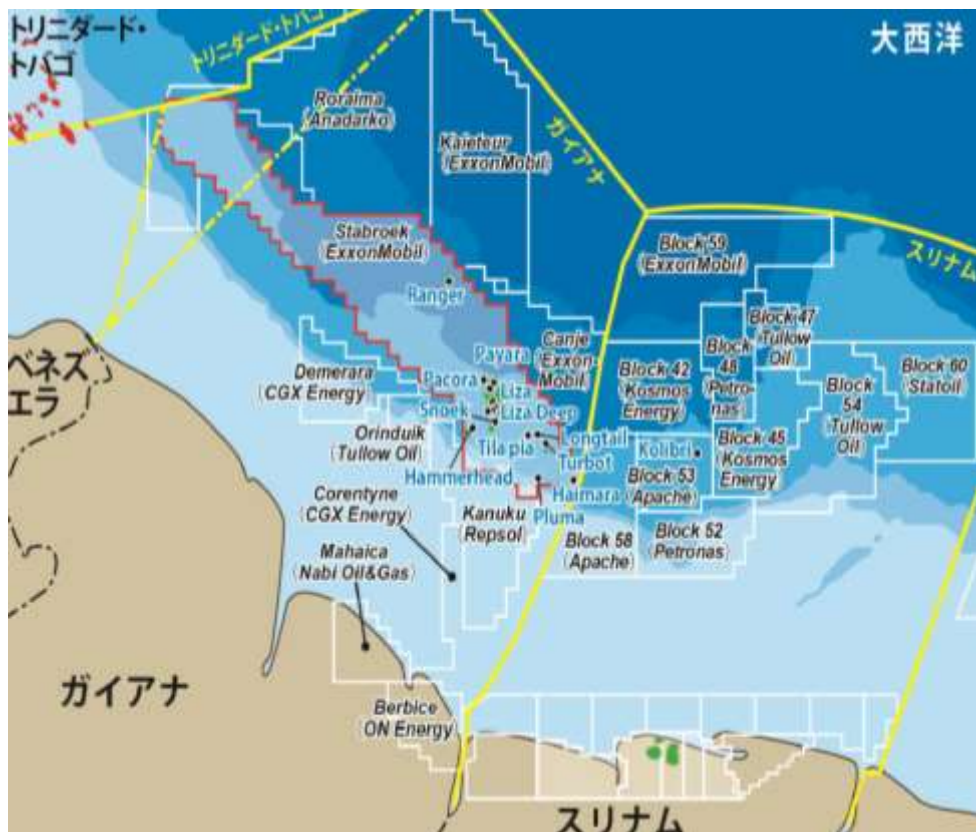 トリニダード・
トバゴ
トリニダード・トバゴ
大西洋
Roraima
(Anadarko)
Kaieteur
(ExxonMobil)
ガイアナ
Stabroek
(ExxonMobil)
Ranger
Block 59
(ExxonMobil)
スリナム
ベネズ
エラ
Demerara
(CGX Energy)
Payara
Pacora
Liza
Snoek
Liza Deep
Canje
(Exxon
Mobil)
Block 42
(Kosmos
Energy)
Block
48
(Petro-
nas)
Block 47
(Tullow
Oil)
Block
54
(Tullow
Oil)
Block 60
(Statoil)
Orinduik
(Tullow Oil)
Tilapia
Longtail
Turbot
Hammerhead
Kolibri
Block 45
(Kosmos
Energy)
Haimara
Block 53
(Apache)
Pluma
Corentyne
(CGX Energy)
Kanuku
(Repsol)
Block 58
(Apache)
Block 52
(Petronas)
Mahaica
(Nabi Oil&Gas)
ガイアナ
Berbice
ON Energy)
スリナム